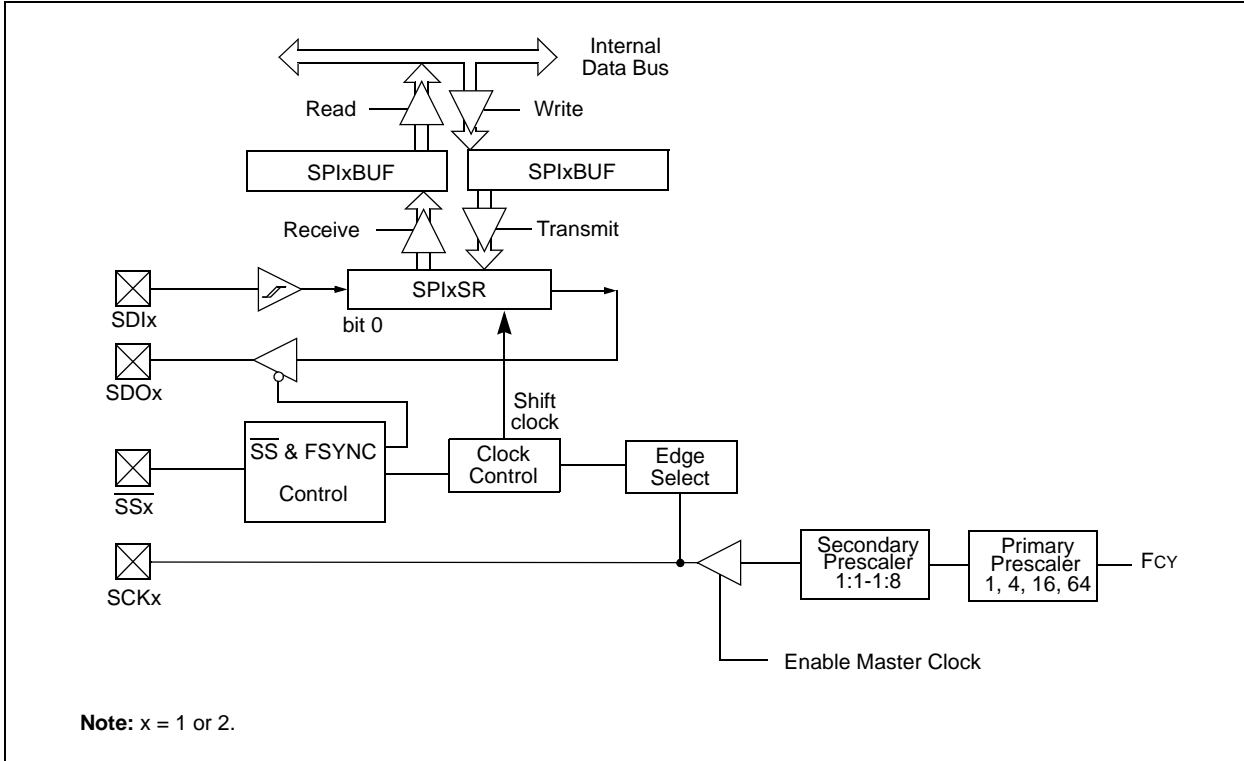 Internal
Data Bus
Read
Write
SPIxBUF
SPIxBUF
Receive
Transmit
SPIxSR
SDIx
bit 0
SDOx
Shift
clock
SS & FSYNC
Control
Clock
Control
Edge
Select
SSx
Secondary
Prescaler
1:1-1:8
Primary
Prescaler
1, 4, 16, 64
FCY
SCKx
Enable Master Clock
Note: x = 1 or 2.